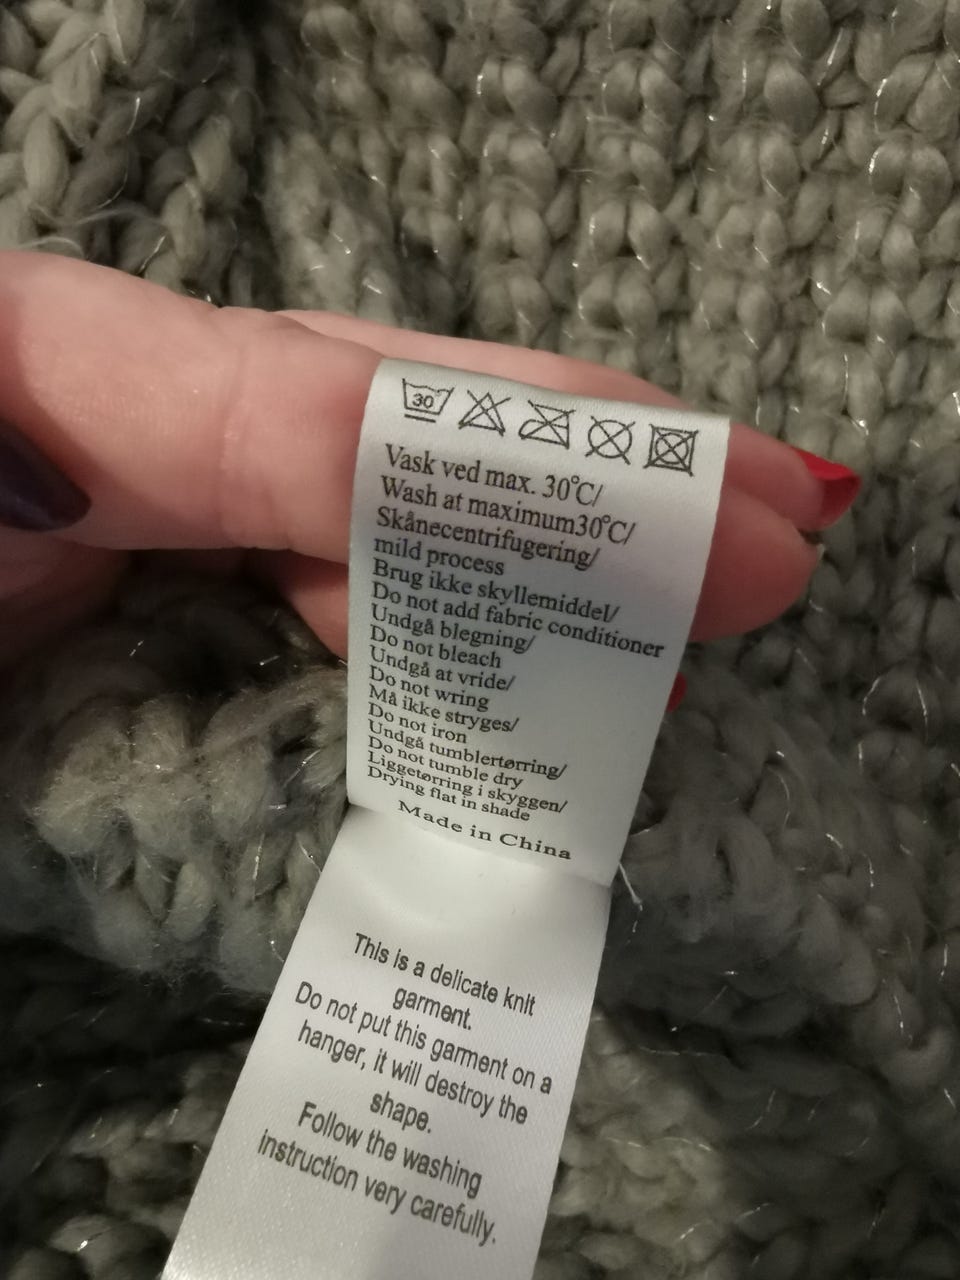 30
Vask ved max. 30°C/
Wash at maximum30°C/
Skånecentrifugering/
mild process
Brug ikke skyllemiddel/
Do not add fabric conditioner
Undgå blegning/
Do not bleach
Undgå at vride/
Do not wring
Må ikke stryges/
Do not iron
Undgå tumblertørring/
Do not tumble dry
Liggetørring i skyggen/
Drying flat in shade
Made in China
This is a delicate knit
garment.
Do not put this garment on a
hanger, it will destroy the
shape.
Follow the washing
instruction very carefully.